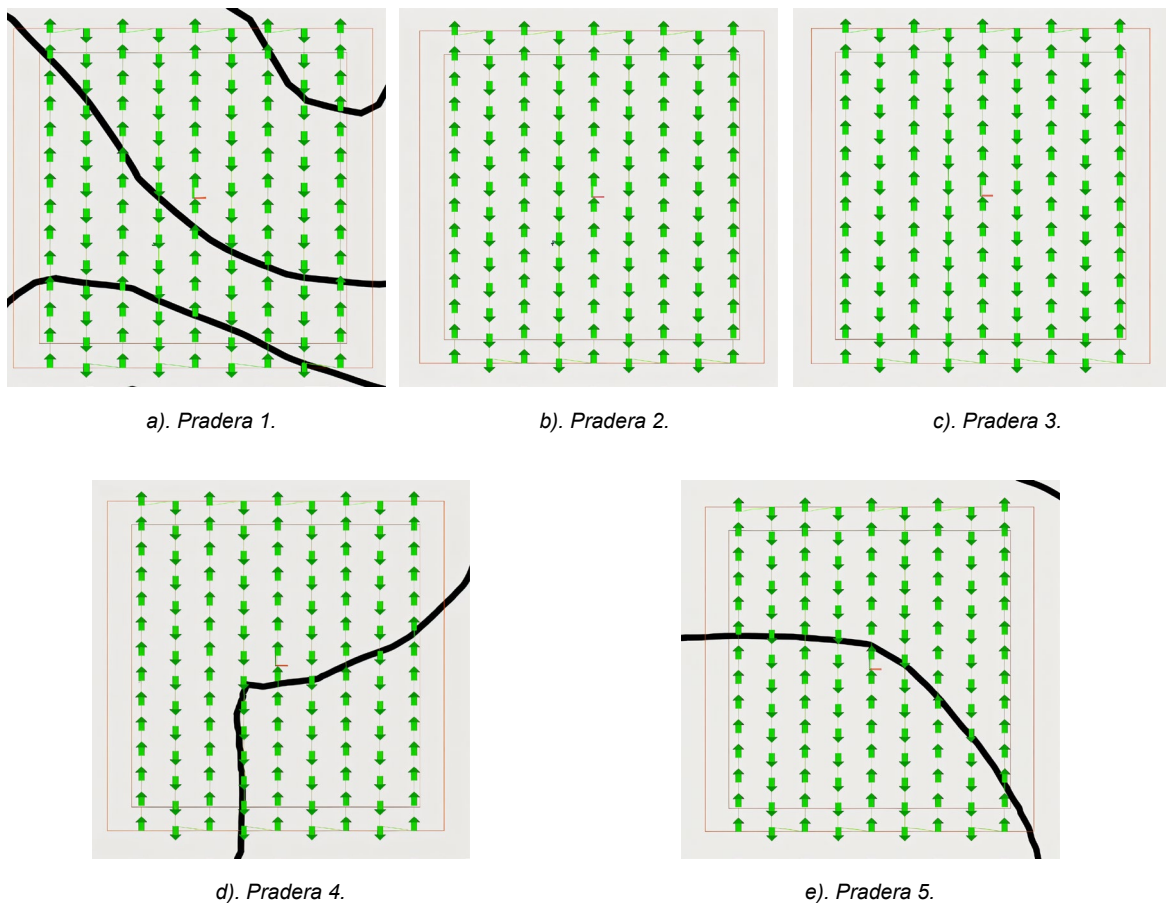 a). Pradera 1.
b). Pradera 2.
c). Pradera 3.
d). Pradera 4.
e). Pradera 5.